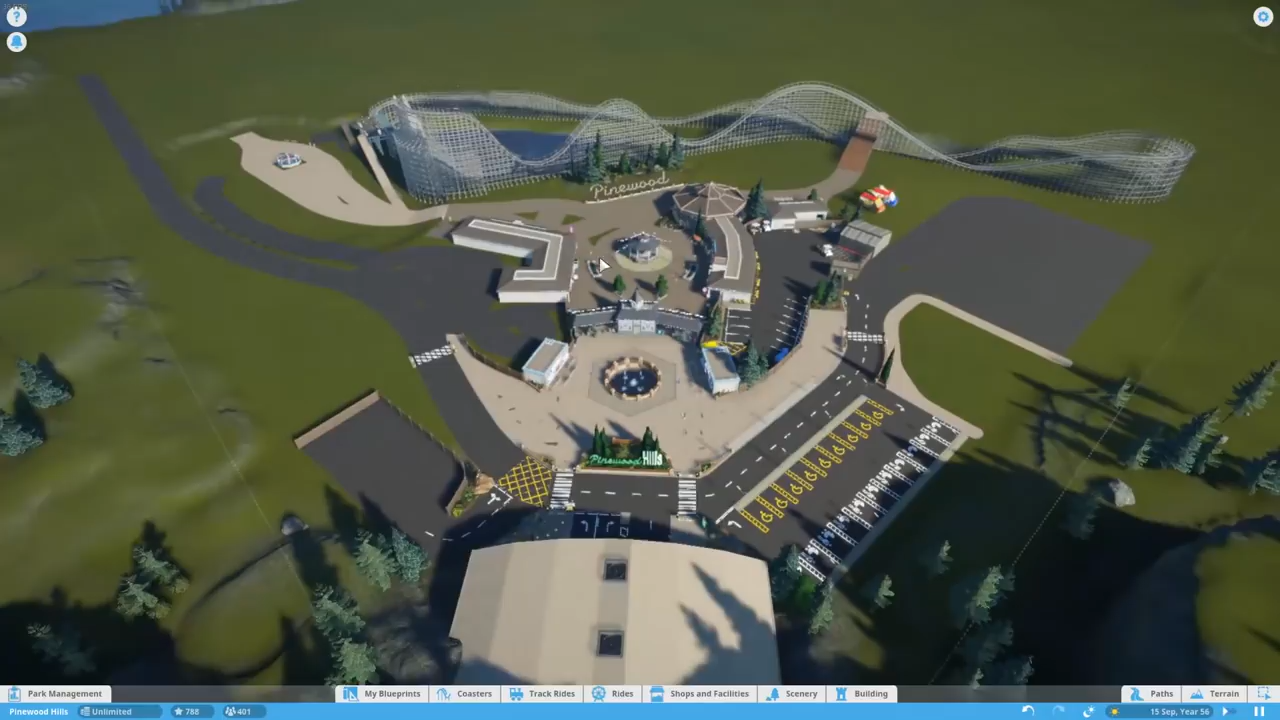 ?
Pinewood
Pinewood Hills
Park Management
My Blueprints
Coasters
Track Rides
Rides
Shops and Facilities
Scenery
Building
Paths
Terrain
Pinewood Hills
Unlimited
788
401
15 Sep, Year 56